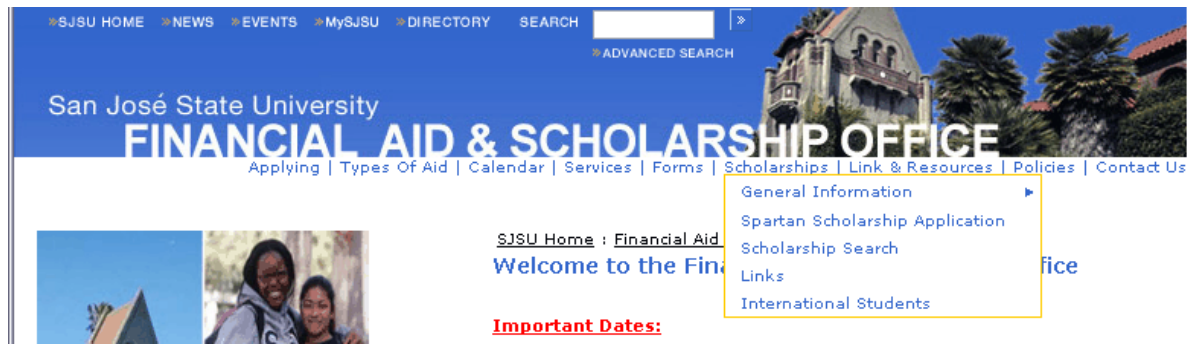 »SJSU HOME »NEWS »EVENTS »MySJSU »DIRECTORY SEARCH »
»ADVANCED SEARCH
San José State University
FINANCIAL AID & SCHOLARSHIP OFFICE
Applying | Types Of Aid | Calendar | Services | Forms | Scholarships | Link & Resources | Policies | Contact Us
General Information ▶
Spartan Scholarship Application
SJSU Home : Financial Aid
Scholarship Search
Welcome to the Fin fice
Links
International Students
Important Dates: